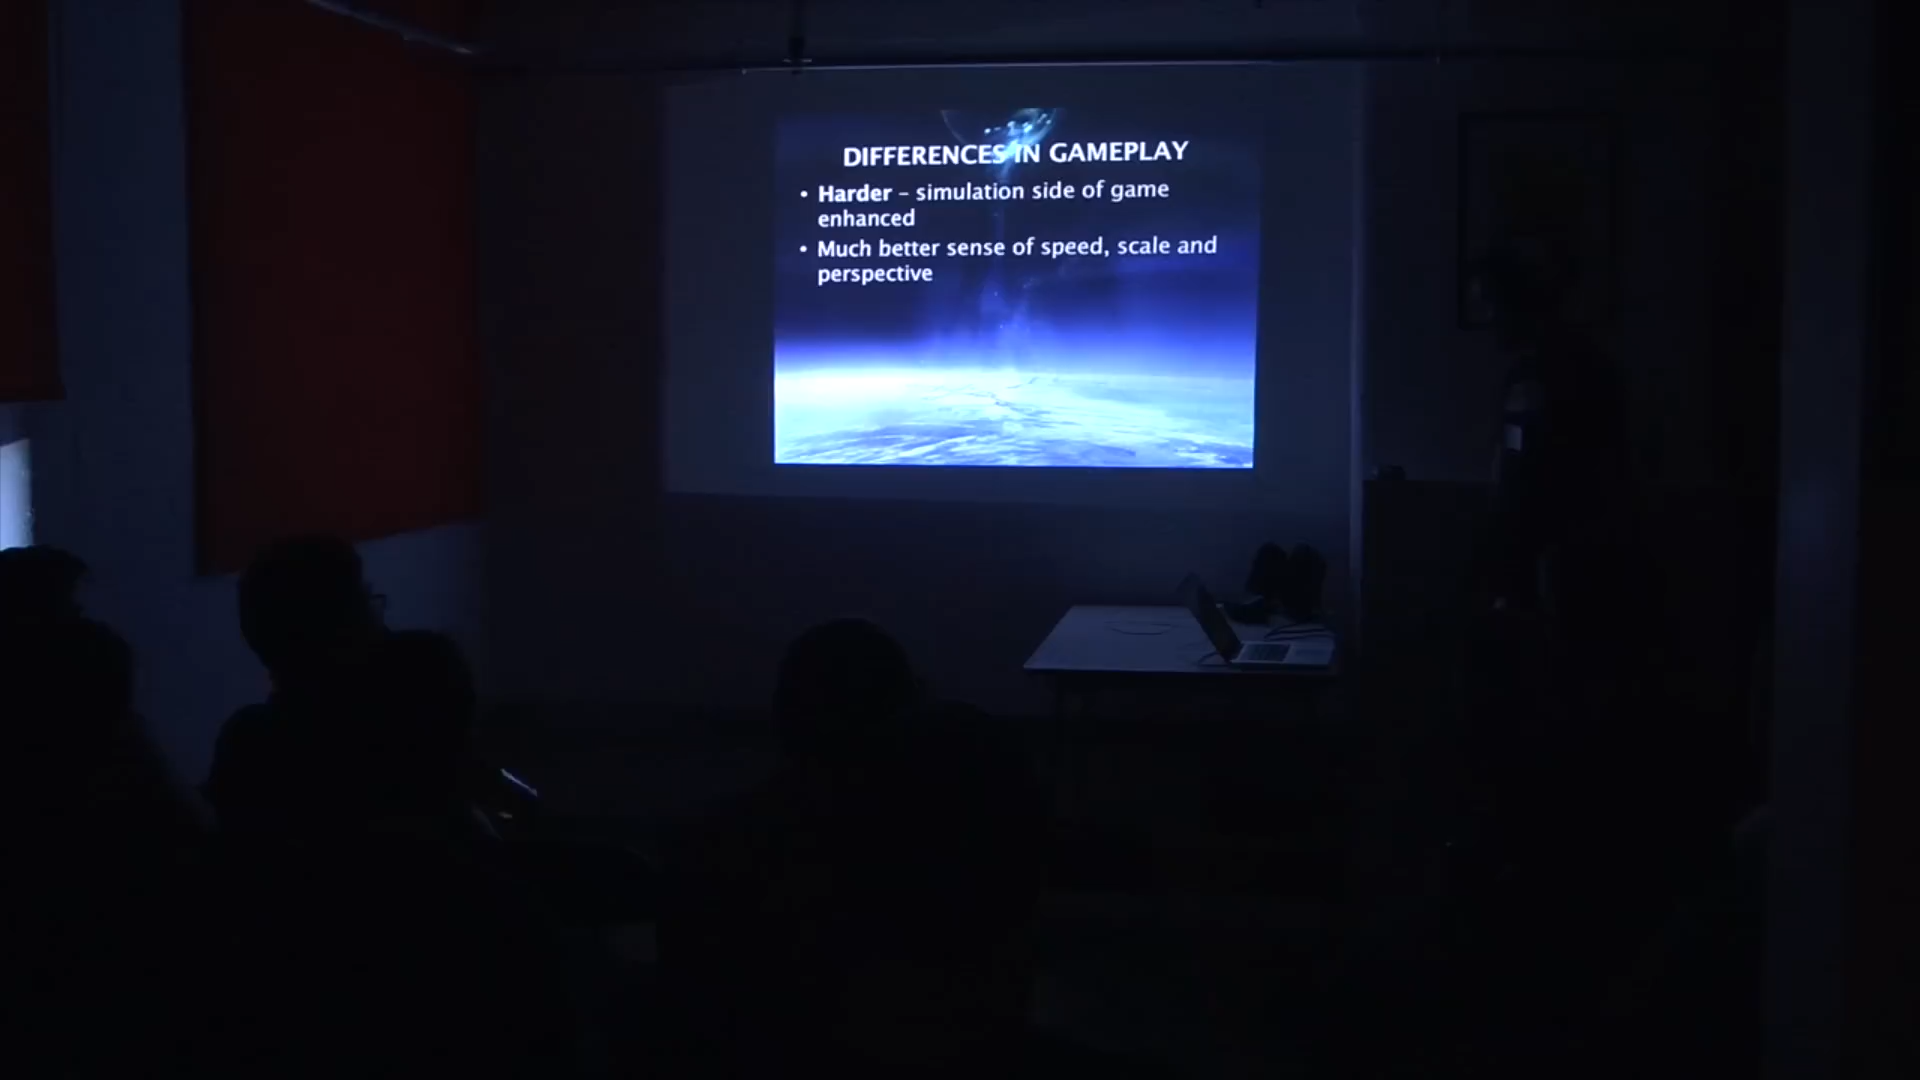 DIFFERENCES IN GAMEPLAY
• Harder – simulation side of game
enhanced
• Much better sense of speed, scale and
perspective